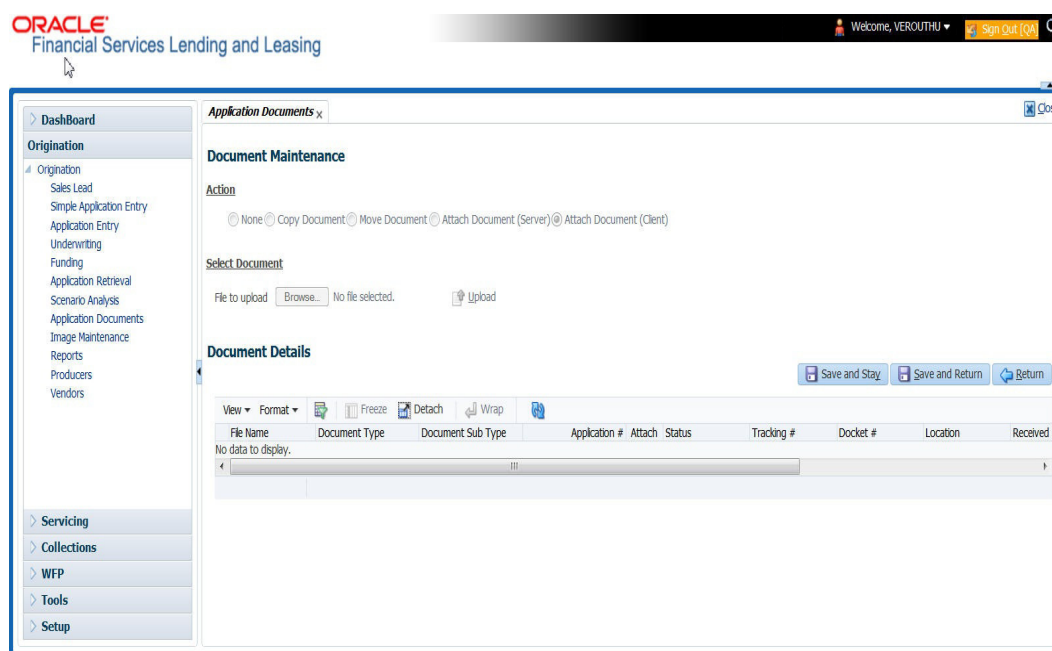 ORACLE
Welcome, VEROUTHU
Sign Out [QA]
Financial Services Lending and Leasing
DashBoard
Origination
Origination
Sales Lead
Simple Application Entry
Application Entry
Underwriting
Funding
Application Retrieval
Scenario Analysis
Application Documents
Image Maintenance
Reports
Producers
Vendors
Servicing
Collections
WFP
Tools
Setup
Application Documents x
Clos
Document Maintenance
Action
None Copy Document Move Document Attach Document (Server) Attach Document (Client)
Select Document
File to upload Browse... No file selected. Upload
Document Details
Save and Stay Save and Return Return
View Format Freeze Detach Wrap
File Name Document Type Document Sub Type Application # Attach Status Tracking # Docket # Location Received
No data to display.